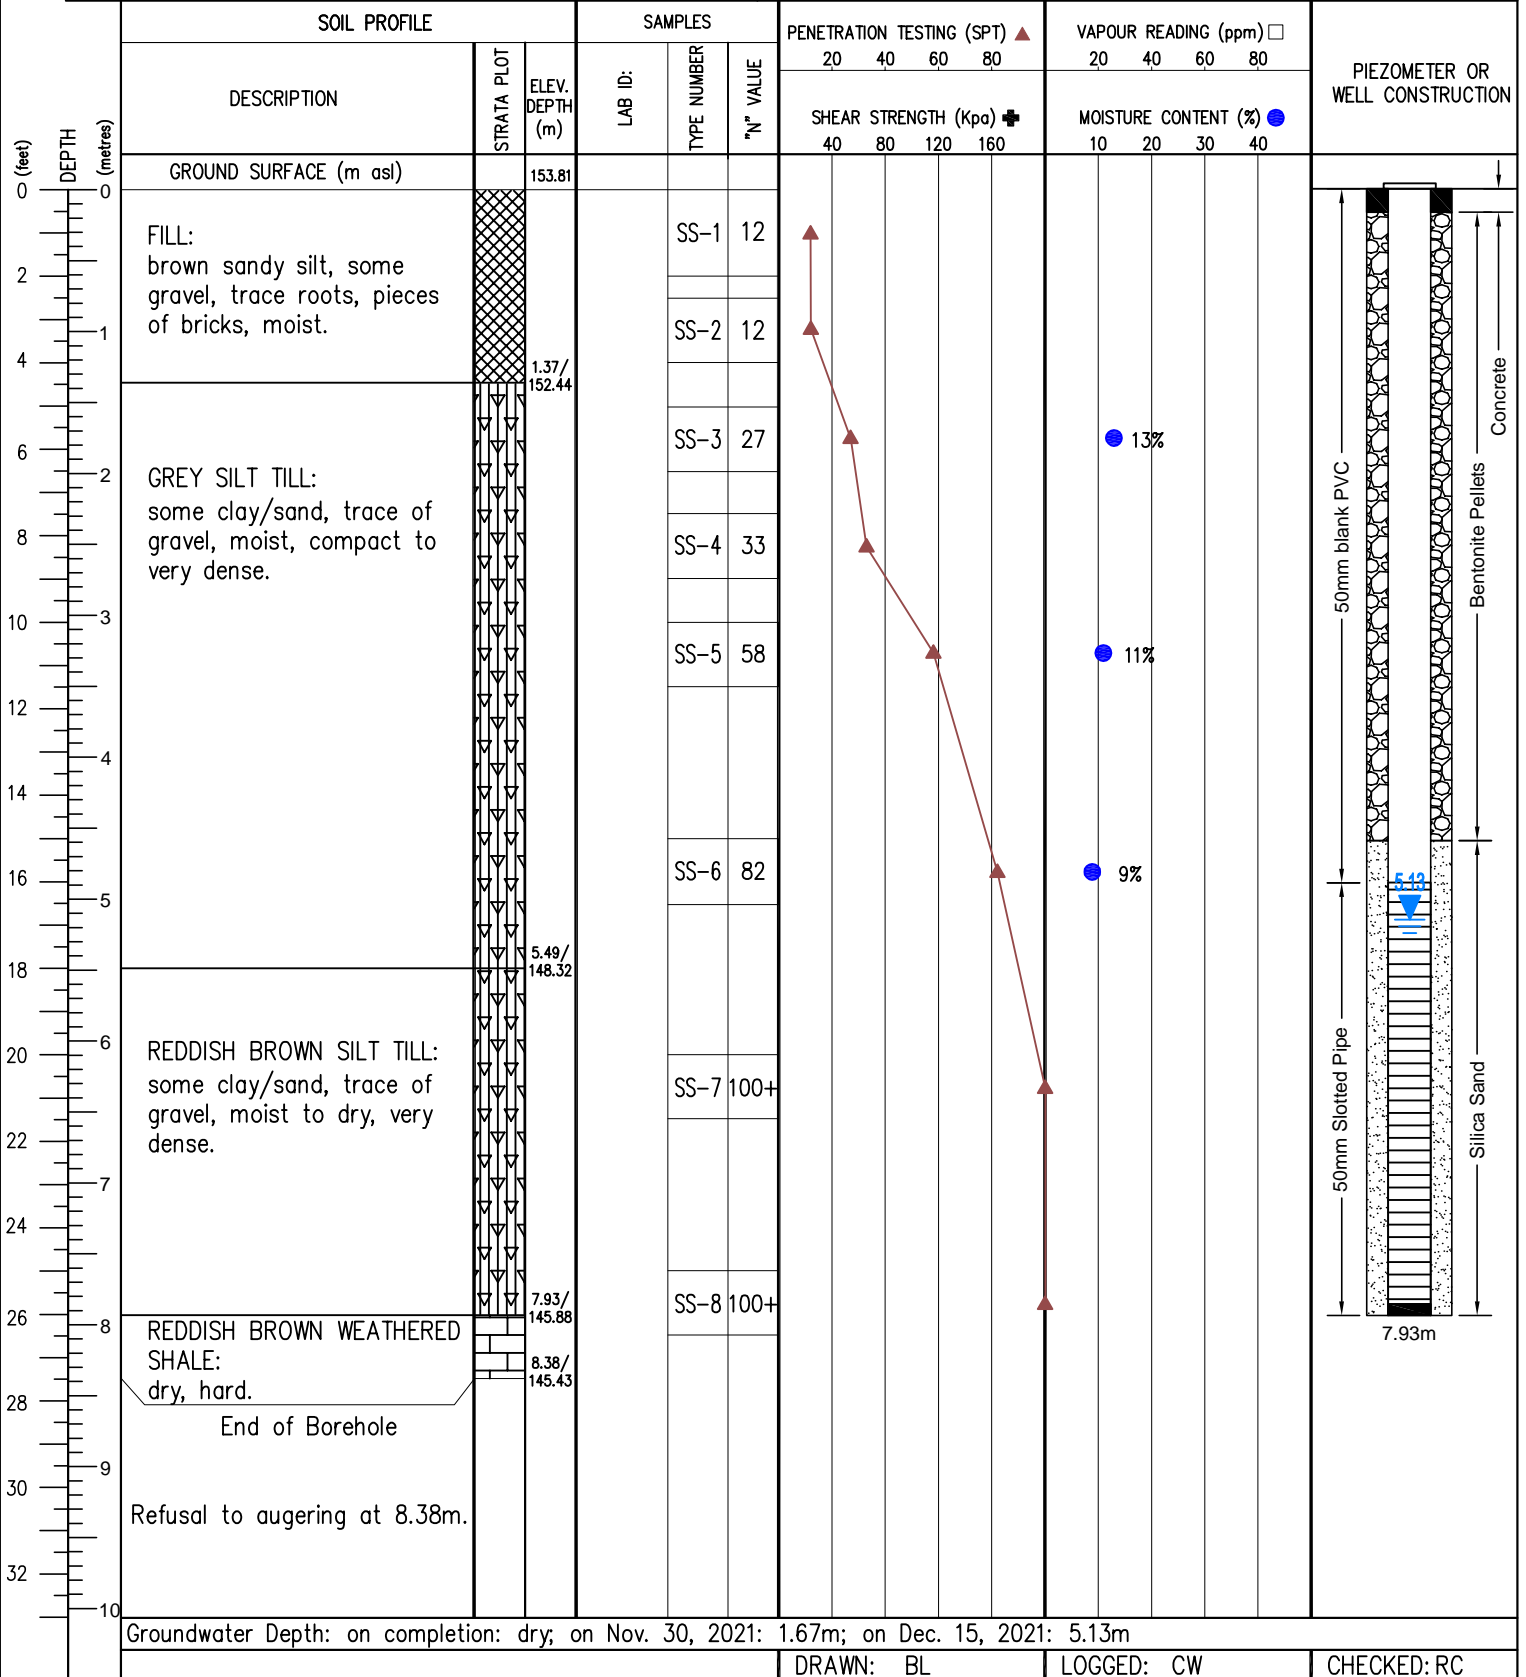 SOIL PROFILE
SAMPLES
PENETRATION TESTING (SPT)
20 40 60 80
SHEAR STRENGTH (Kpa)
40 80 120 160
VAPOUR READING (ppm)
20 40 60 80
MOISTURE CONTENT (%)
10 20 30 40
PIEZOMETER OR
WELL CONSTRUCTION
(feet)
DEPTH
(metres)
DESCRIPTION
STRATA PLOT
ELEV.
DEPTH
(m)
LAB ID:
TYPE NUMBER
"N" VALUE
GROUND SURFACE (m asl)
153.81
0
2
4
6
8
10
12
14
16
18
20
22
24
26
28
30
32
0
1
2
3
4
5
6
7
8
9
10
FILL:
brown sandy silt, some
gravel, trace roots, pieces
of bricks, moist.
1.37/
152.44
GREY SILT TILL:
some clay/sand, trace of
gravel, moist, compact to
very dense.
5.49/
148.32
REDDISH BROWN SILT TILL:
some clay/sand, trace of
gravel, moist to dry, very
dense.
7.93/
145.88
REDDISH BROWN WEATHERED
SHALE:
dry, hard.
8.38/
145.43
End of Borehole
Refusal to augering at 8.38m.
SS-1 12
SS-2 12
SS-3 27
SS-4 33
SS-5 58
SS-6 82
SS-7 100+
SS-8 100+
13%
11%
9%
50mm blank PVC
50mm Slotted Pipe
Concrete
Bentonite Pellets
Silica Sand
5.13
7.93m
Groundwater Depth: on completion: dry; on Nov. 30, 2021: 1.67m; on Dec. 15, 2021: 5.13m
DRAWN: BL
LOGGED: CW
CHECKED: RC